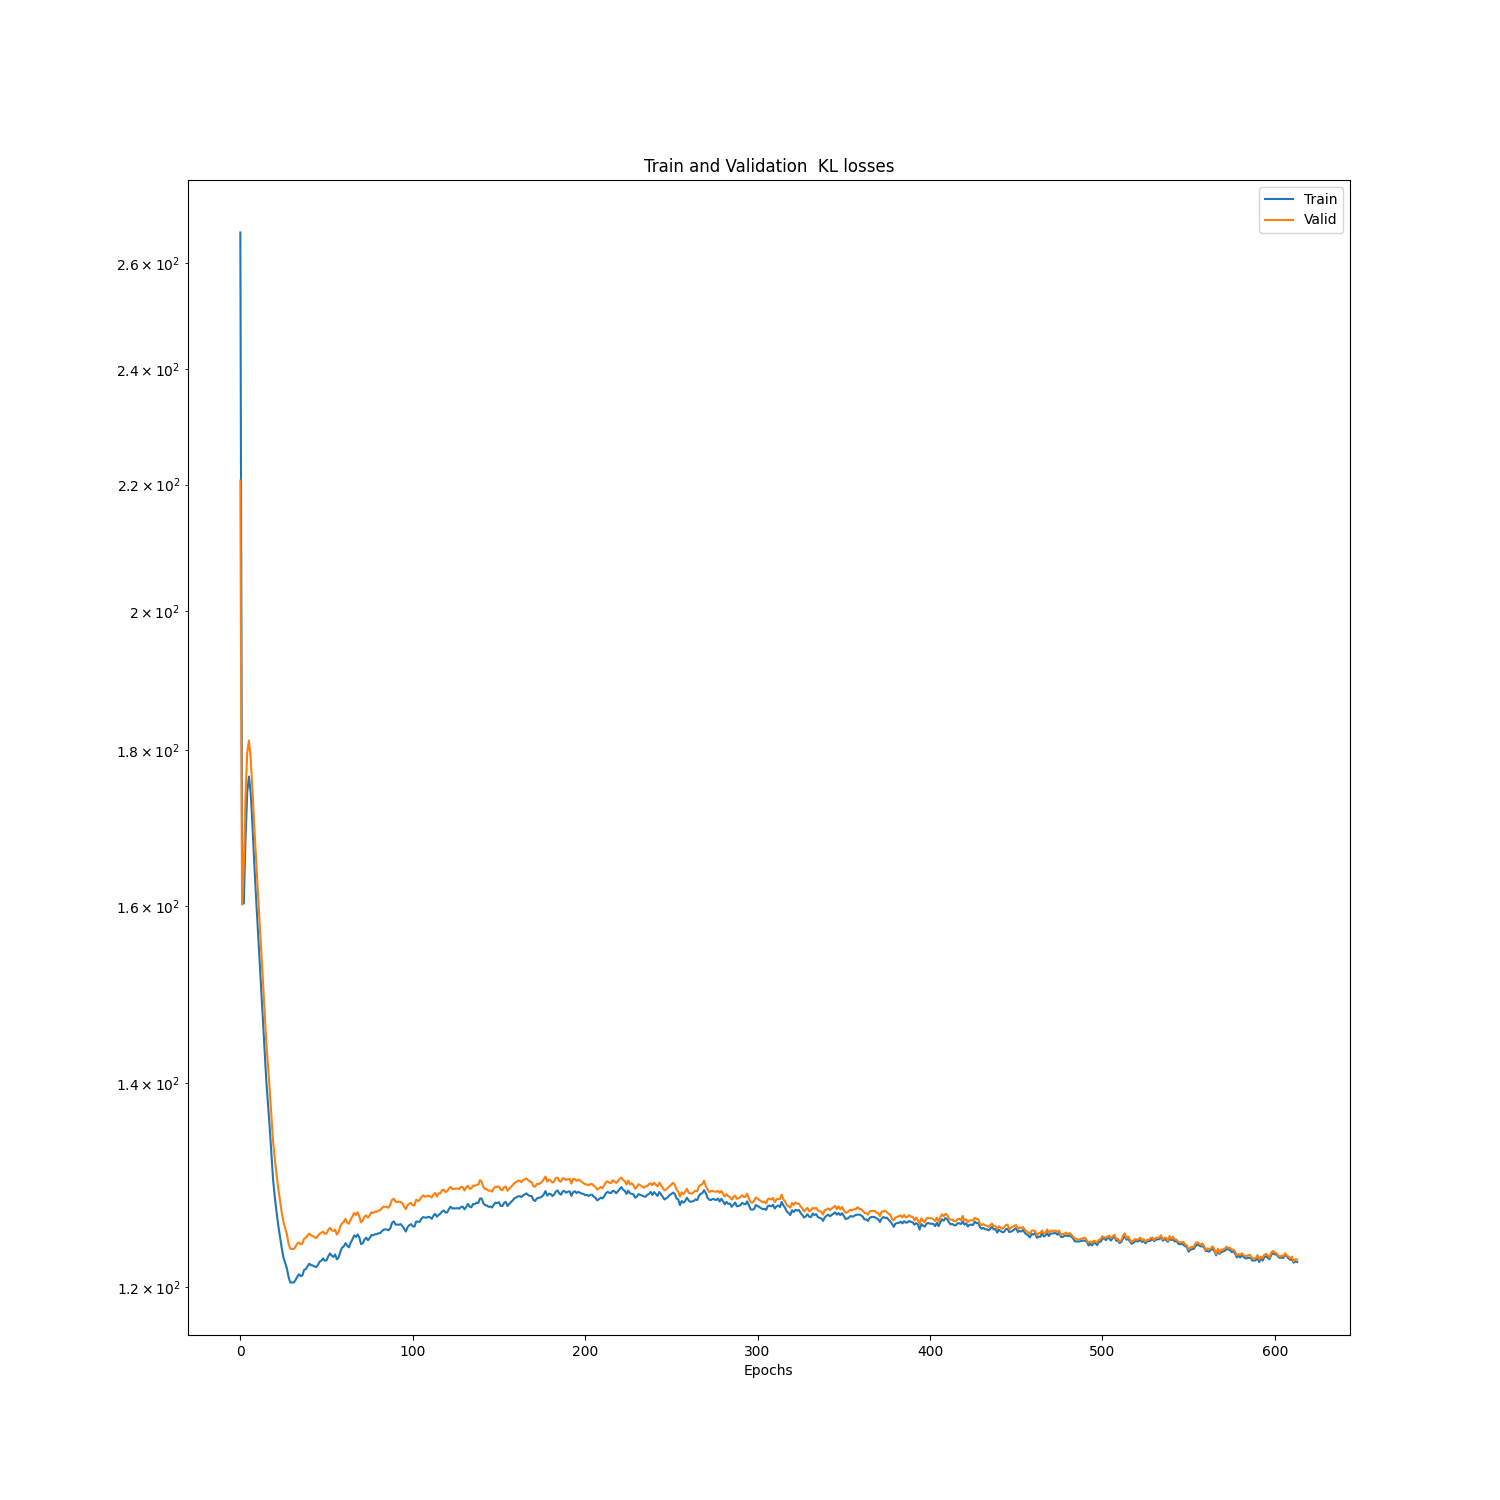 Train and Validation  KL losses
Train
Valid
2.6 × 10²
2.4 × 10²
2.2 × 10²
2 × 10²
1.8 × 10²
1.6 × 10²
1.4 × 10²
1.2 × 10²
0 100 200 300 400 500 600
Epochs